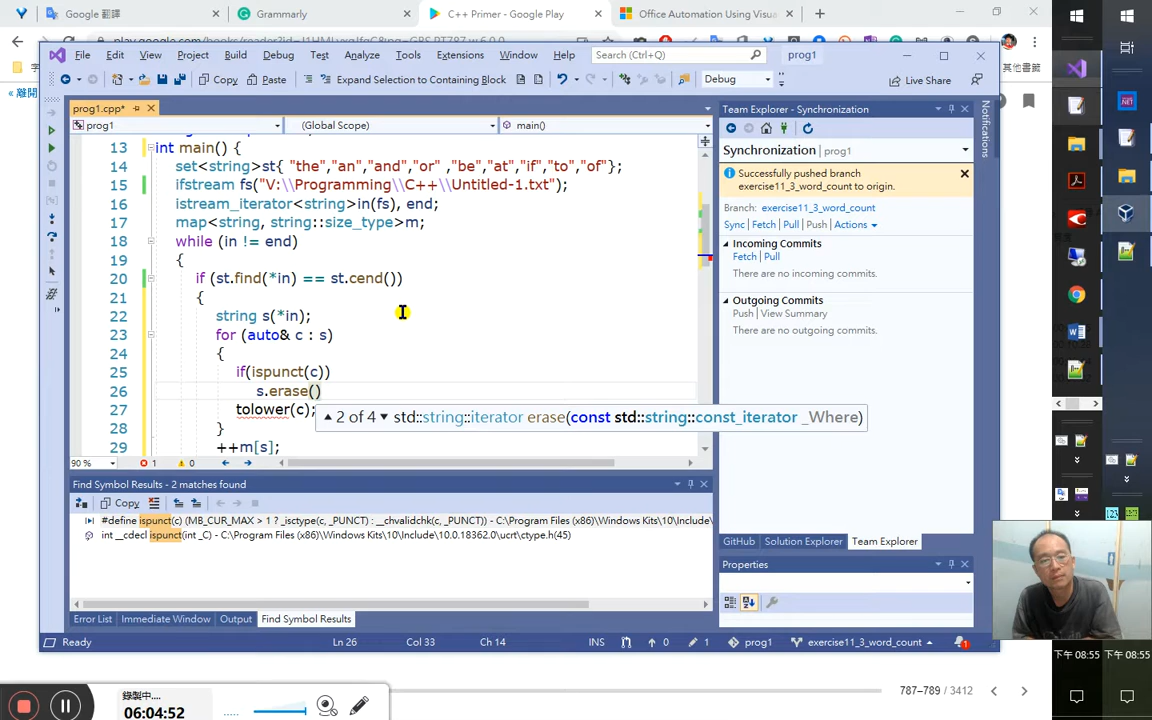 Google 翻譯
Grammarly
C++ Primer - Google Play
Office Automation Using Visua
其他書籤
« 離開
File Edit View Project Build Debug Test Analyze Tools Extensions Window Help
Search (Ctrl+Q)
prog1
Copy Paste Expand Selection to Containing Block
Debug
Live Share
prog1.cpp*
prog1
(Global Scope)
main()
13 int main() {
14 set<string>st{ "the","an","and","or" ,"be","at","if","to","of"};
15 ifstream fs("V:\\Programming\\C++\\Untitled-1.txt");
16 istream_iterator<string>in(fs), end;
17 map<string, string::size_type>m;
18 while (in != end)
19 {
20 if (st.find(*in) == st.cend())
21 {
22 string s(*in);
23 for (auto& c : s)
24 {
25 if(ispunct(c))
26 s.erase()
27 tolower(c);
2 of 4 std::string::iterator erase(const std::string::const_iterator _Where)
28 }
29 ++m[s];
90 %
1
0
Find Symbol Results - 2 matches found
Copy
#define ispunct(c) (MB_CUR_MAX > 1 ? _isctype(c, _PUNCT) : __chvalidchk(c, _PUNCT)) - C:\Program Files (x86)\Windows Kits\10\Include\
int __cdecl ispunct(int _C) - C:\Program Files (x86)\Windows Kits\10\Include\10.0.18362.0\ucrt\ctype.h(45)
Error List Immediate Window Output Find Symbol Results
Team Explorer - Synchronization
Synchronization prog1
Successfully pushed branch
exercise11_3_word_count to origin.
Branch: exercise11_3_word_count
Sync Fetch Pull Push Actions
Incoming Commits
Fetch Pull
There are no incoming commits.
Outgoing Commits
Push View Summary
There are no outgoing commits.
GitHub Solution Explorer Team Explorer
Properties
Notifications
Ready
Ln 26
Col 33
Ch 14
INS
0
1
prog1
exercise11_3_word_count
1
錄製中....
06:04:52
787–789 / 3412
下午 08:55
下午 08:55